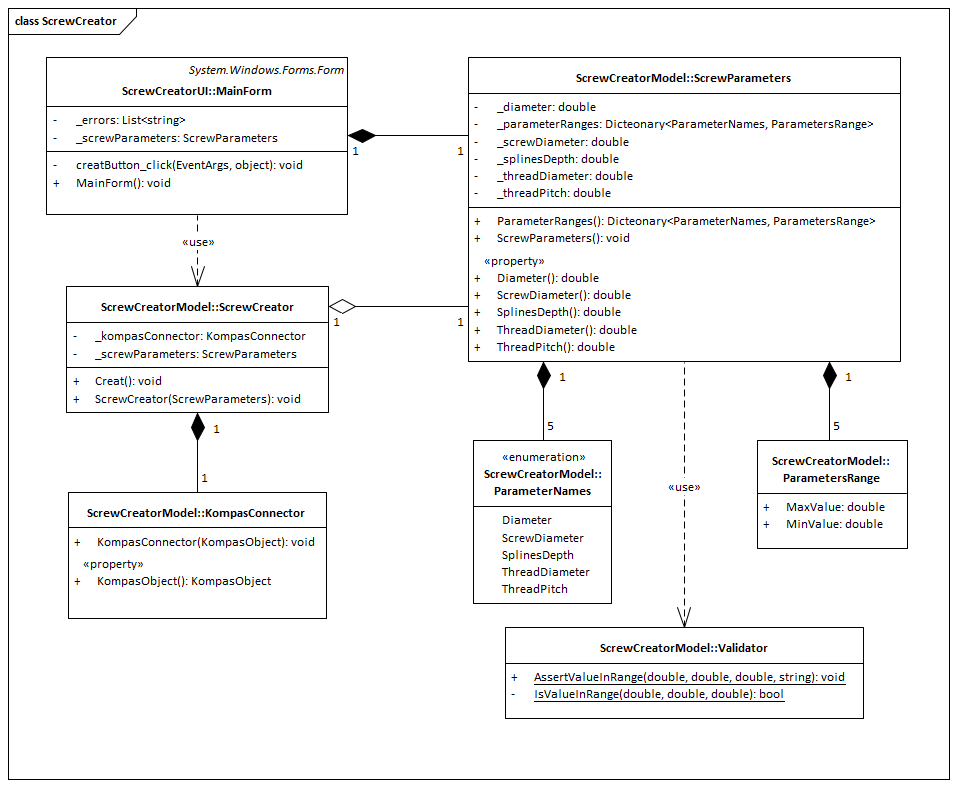 class ScrewCreator
System.Windows.Forms.Form
ScrewCreatorUI::MainForm
- _errors: List<string>
- _screwParameters: ScrewParameters
- creatButton_click(EventArgs, object): void
+ MainForm(): void
1
1
ScrewCreatorModel::ScrewParameters
- _diameter: double
- _parameterRanges: Dicteonary<ParameterNames, ParametersRange>
- _screwDiameter: double
- _splinesDepth: double
- _threadDiameter: double
- _threadPitch: double
+ ParameterRanges(): Dicteonary<ParameterNames, ParametersRange>
+ ScrewParameters(): void
«property»
+ Diameter(): double
+ ScrewDiameter(): double
+ SplinesDepth(): double
+ ThreadDiameter(): double
+ ThreadPitch(): double
«use»
ScrewCreatorModel::ScrewCreator
- _kompasConnector: KompasConnector
- _screwParameters: ScrewParameters
+ Creat(): void
+ ScrewCreator(ScrewParameters): void
1
1
1
1
ScrewCreatorModel::KompasConnector
+ KompasConnector(KompasObject): void
«property»
+ KompasObject(): KompasObject
1
5
«enumeration»
ScrewCreatorModel::
ParameterNames
Diameter
ScrewDiameter
SplinesDepth
ThreadDiameter
ThreadPitch
«use»
1
5
ScrewCreatorModel::
ParametersRange
+ MaxValue: double
+ MinValue: double
ScrewCreatorModel::Validator
+ AssertValueInRange(double, double, double, string): void
- IsValueInRange(double, double, double): bool